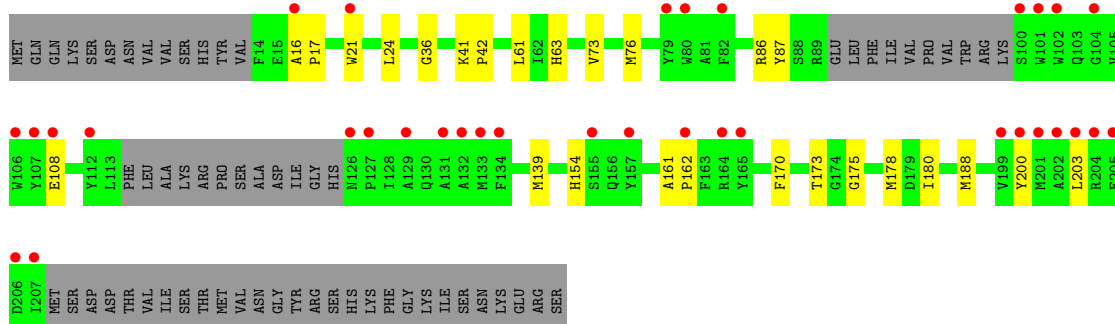 MET GLN GLN LYS SER ASP ASN VAL VAL SER HIS TYR VAL F14 E15 A16 P17 W21 L24 G36 K41 P42 L61 I62 H63 V73 M76 Y79 W80 A81 F82 R86 Y87 S88 R89 GLU LEU PHE ILE VAL PRO VAL TRP ARG LYS S100 W101 W102 Q103 G104 V105
W106 Y107 E108 Y112 L113 PHE LEU ALA LYS ARG PRO SER ALA ASP ILE GLY HIS N126 P127 I128 A129 Q130 A131 A132 M133 F134 M139 H154 S155 Q156 Y157 A161 P162 F163 R164 Y165 F170 T173 G174 G175 M178 D179 I180 M188 V199 Y200 M201 A202 L203 R204
D206 I207 MET SER ASP ASP THR VAL ILE SER THR MET VAL ASN GLY TYR ARG SER HIS LYS PHE GLY LYS ILE SER ASN LYS GLU ARG SER